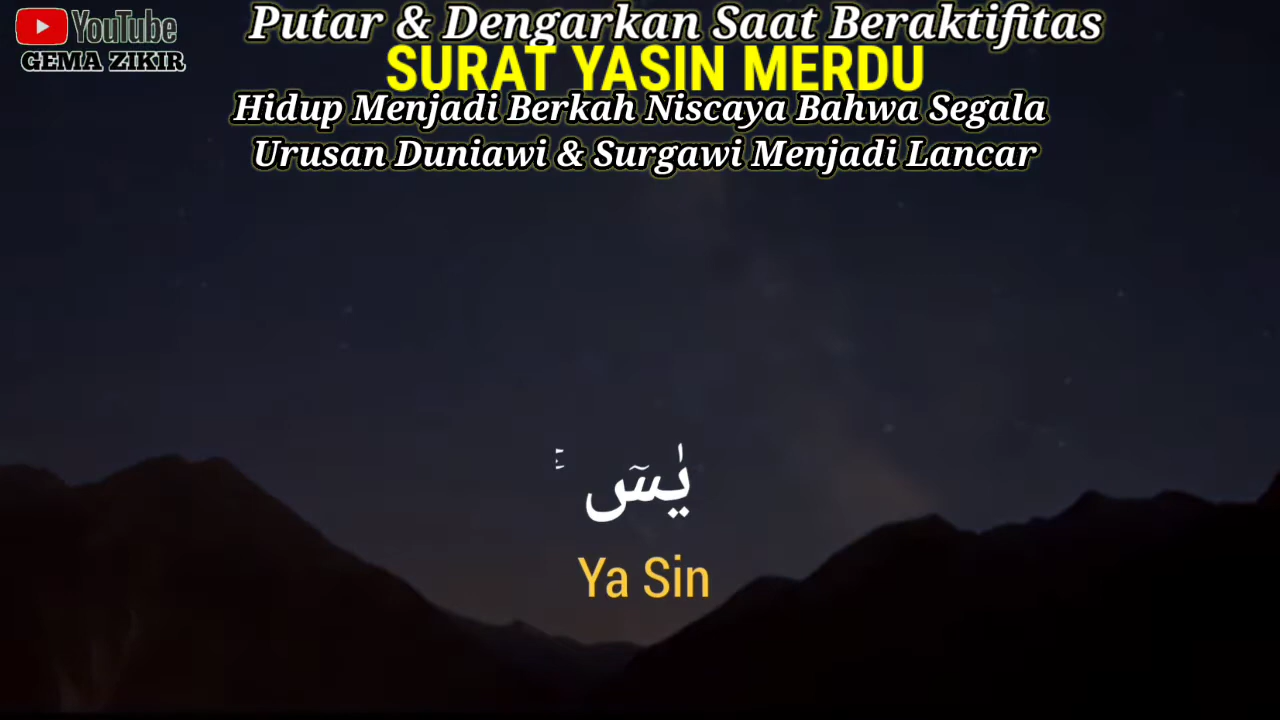 YouTube
GEMA ZIKIR
Putar & Dengarkan Saat Beraktifitas
SURAT YASIN MERDU
Hidup Menjadi Berkah Niscaya Bahwa Segala
Urusan Duniawi & Surgawi Menjadi Lancar
يٰسۤ
Ya Sin